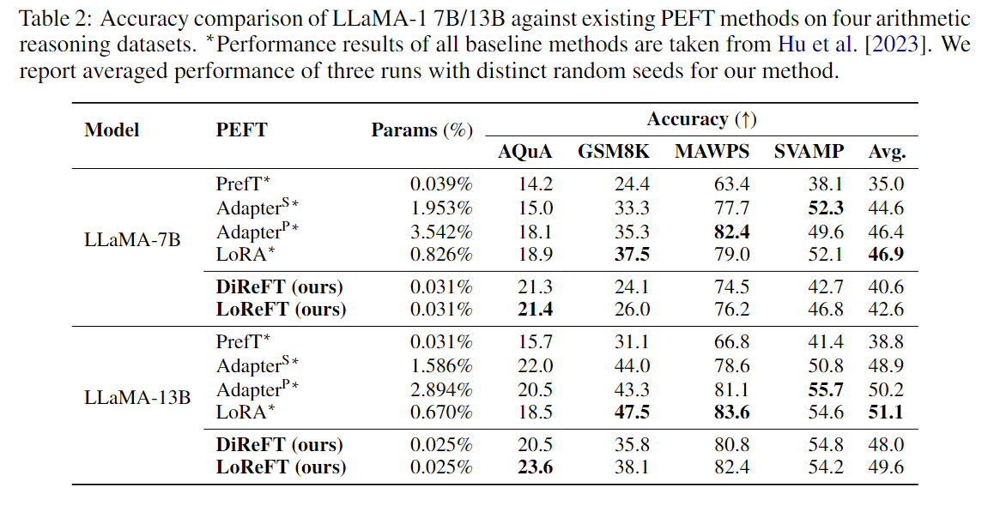 Table 2: Accuracy comparison of LLaMA-1 7B/13B against existing PEFT methods on four arithmetic
reasoning datasets. *Performance results of all baseline methods are taken from Hu et al. [2023]. We
report averaged performance of three runs with distinct random seeds for our method.
Model PEFT Params (%) Accuracy (↑)
AQuA GSM8K MAWPS SVAMP Avg.
LLaMA-7B
PrefT* 0.039% 14.2 24.4 63.4 38.1 35.0
AdapterS* 1.953% 15.0 33.3 77.7 52.3 44.6
AdapterP* 3.542% 18.1 35.3 82.4 49.6 46.4
LoRA* 0.826% 18.9 37.5 79.0 52.1 46.9
DiReFT (ours) 0.031% 21.3 24.1 74.5 42.7 40.6
LoReFT (ours) 0.031% 21.4 26.0 76.2 46.8 42.6
LLaMA-13B
PrefT* 0.031% 15.7 31.1 66.8 41.4 38.8
AdapterS* 1.586% 22.0 44.0 78.6 50.8 48.9
AdapterP* 2.894% 20.5 43.3 81.1 55.7 50.2
LoRA* 0.670% 18.5 47.5 83.6 54.6 51.1
DiReFT (ours) 0.025% 20.5 35.8 80.8 54.8 48.0
LoReFT (ours) 0.025% 23.6 38.1 82.4 54.2 49.6